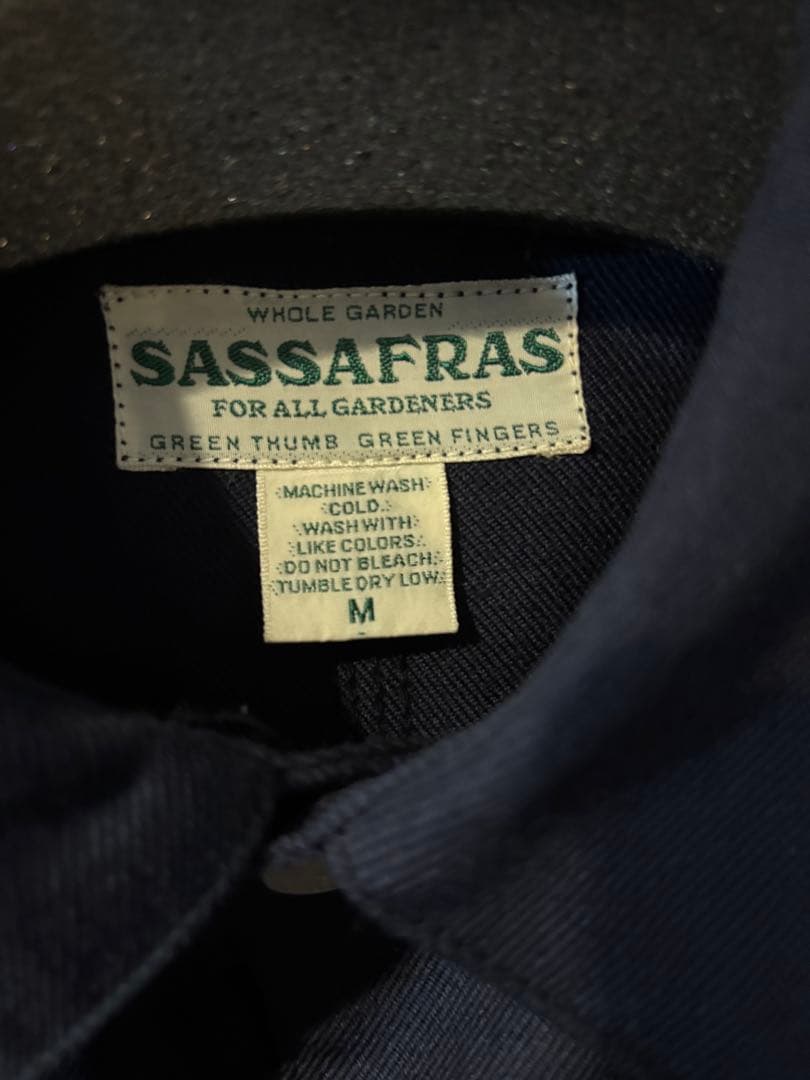 WHOLE GARDEN
SASSAFRAS
FOR ALL GARDENERS
GREEN THUMB GREEN FINGERS
MACHINE WASH
COLD.
WASH WITH
LIKE COLORS.
DO NOT BLEACH.
TUMBLE DRY LOW.
M